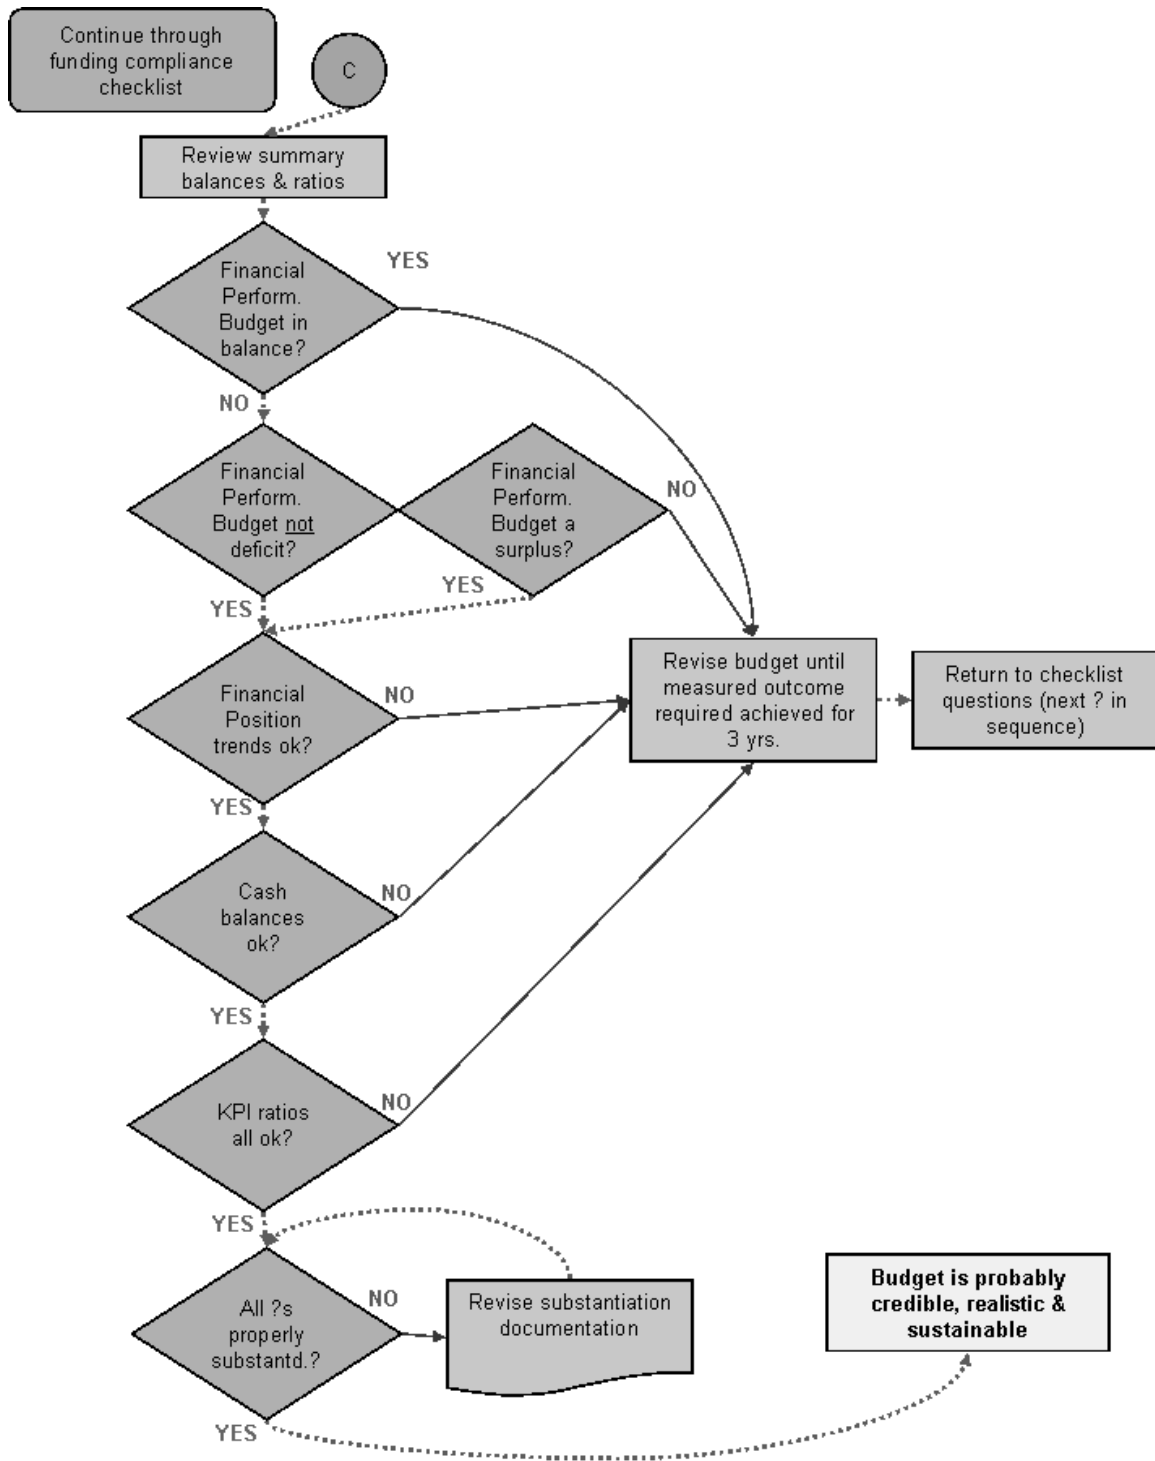 Continue through
funding compliance
checklist
C
Review summary
balances & ratios
YES
Financial
Perform.
Budget in
balance?
NO
Financial
Perform.
Budget not
deficit?
Financial
Perform.
Budget a
surplus?
NO
YES
YES
Financial
Position
trends ok?
NO
Revise budget until
measured outcome
required achieved for
3 yrs.
Return to checklist
questions (next ? in
sequence)
YES
Cash
balances
ok?
NO
YES
KPI ratios
all ok?
NO
YES
All ?s
properly
substantd.?
NO
Revise substantiation
documentation
Budget is probably
credible, realistic &
sustainable
YES